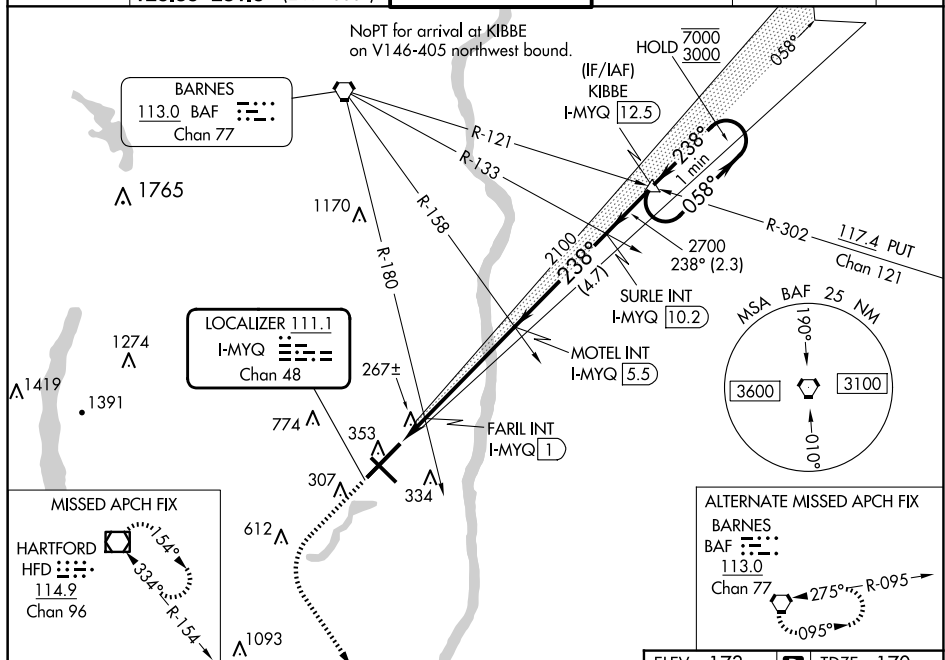 NoPT for arrival at KIBBE
on V146-405 northwest bound.
HOLD 7000
3000
058°
(IF/IAF)
KIBBE
I-MYQ 12.5
BARNES
113.0 BAF
Chan 77
R-121
R-133
R-158
R-180
238°
1 min
058°
1765
1170
2100
238°
(4.7)
2700
238° (2.3)
R-302
117.4 PUT
Chan 121
SURLE INT
I-MYQ 10.2
MSA BAF 25 NM
190°
3600
3100
010°
LOCALIZER 111.1
I-MYQ
Chan 48
MOTEL INT
I-MYQ 5.5
1274
1419
1391
267±
774
353
FARIL INT
I-MYQ 1
307
334
612
1093
MISSED APCH FIX
HARTFORD
HFD
114.9
Chan 96
154°
334°
R-154
ALTERNATE MISSED APCH FIX
BARNES
BAF
113.0
Chan 77
275°
R-095
095°